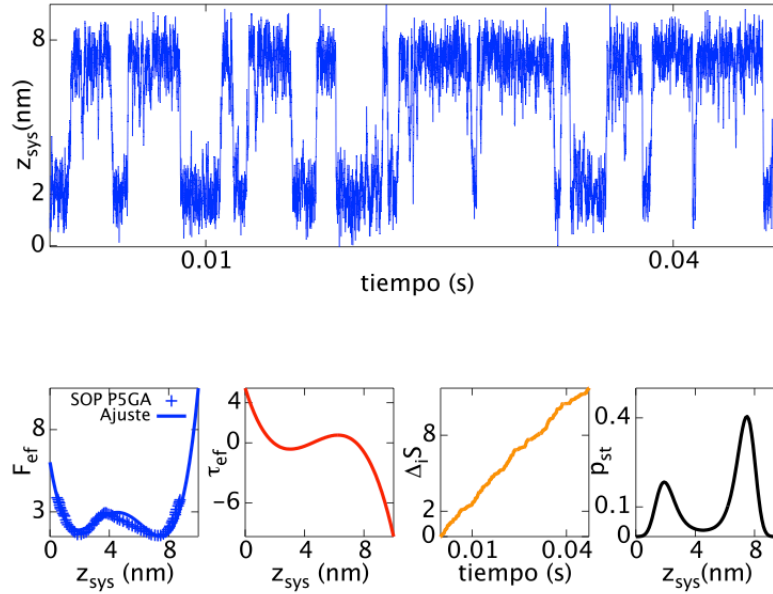 8
2
0
z_sys(nm)
0.01 0.04
tiempo (s)
SOP P5GA
Ajuste
8
3
F_ef
0 4 8
z_sys (nm)
4
0
−6
τ_ef
0 4 8
z_sys (nm)
8
2
0
Δ_iS
0.01 0.04
tiempo (s)
0.4
0.1
0
p_st
0 4 8
z_sys(nm)